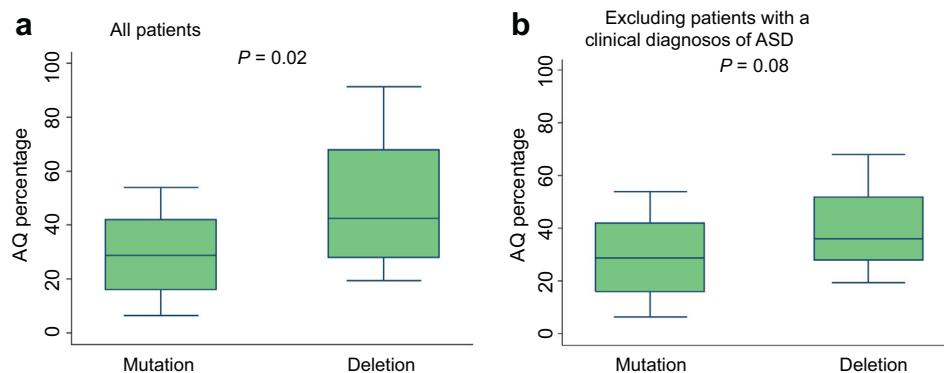 a
All patients
P = 0.02
AQ percentage
100
80
60
40
20
0
Mutation
Deletion
b
Excluding patients with a
clinical diagnosos of ASD
P = 0.08
AQ percentage
100
80
60
40
20
0
Mutation
Deletion